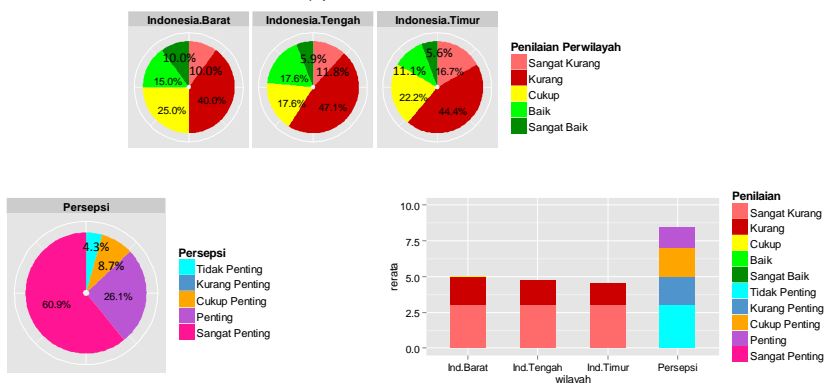 Indonesia.Barat
10.0%
10.0%
15.0%
40.0%
25.0%
Indonesia.Tengah
5.9%
11.8%
17.6%
17.6%
47.1%
Indonesia.Timur
5.6%
11.1%
16.7%
22.2%
44.4%
Penilaian Perwilayah
Sangat Kurang
Kurang
Cukup
Baik
Sangat Baik
Persepsi
4.3%
8.7%
26.1%
60.9%
Persepsi
Tidak Penting
Kurang Penting
Cukup Penting
Penting
Sangat Penting
10.0
7.5
5.0
2.5
0.0
rerata
Ind.Barat
Ind.Tengah
Ind.Timur
Persepsi
wilayah
Penilaian
Sangat Kurang
Kurang
Cukup
Baik
Sangat Baik
Tidak Penting
Kurang Penting
Cukup Penting
Penting
Sangat Penting